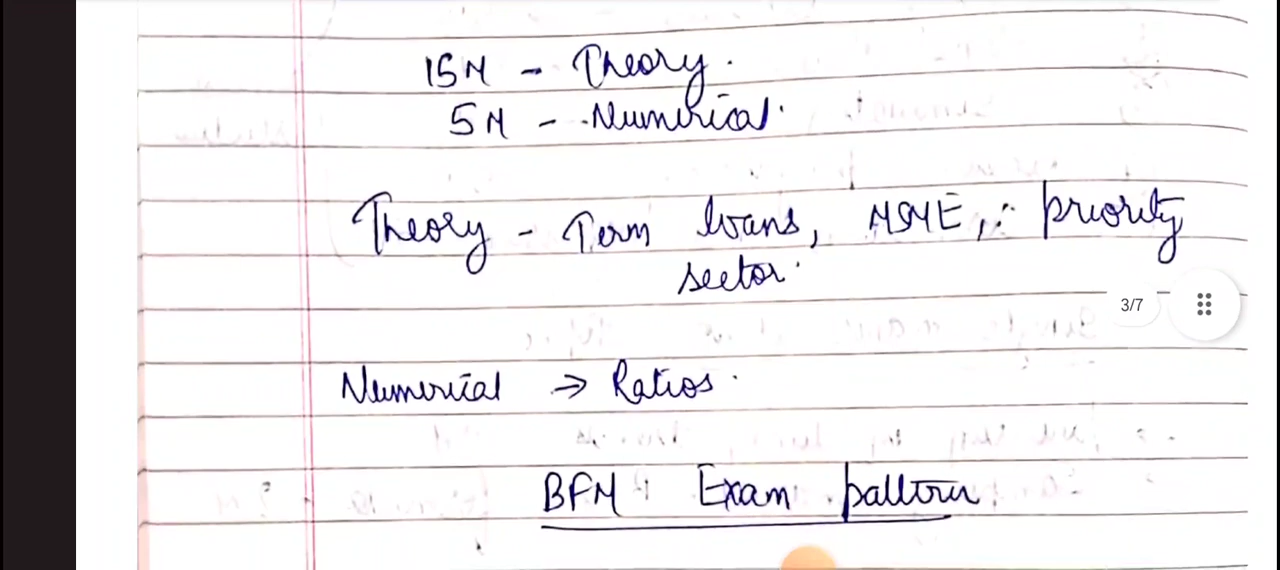 15M - Theory.
5M - Numerical.
Theory - Term loans, MSME, priority
sector.
3/7
Numerical → Ratios.
BFM Exam pattern